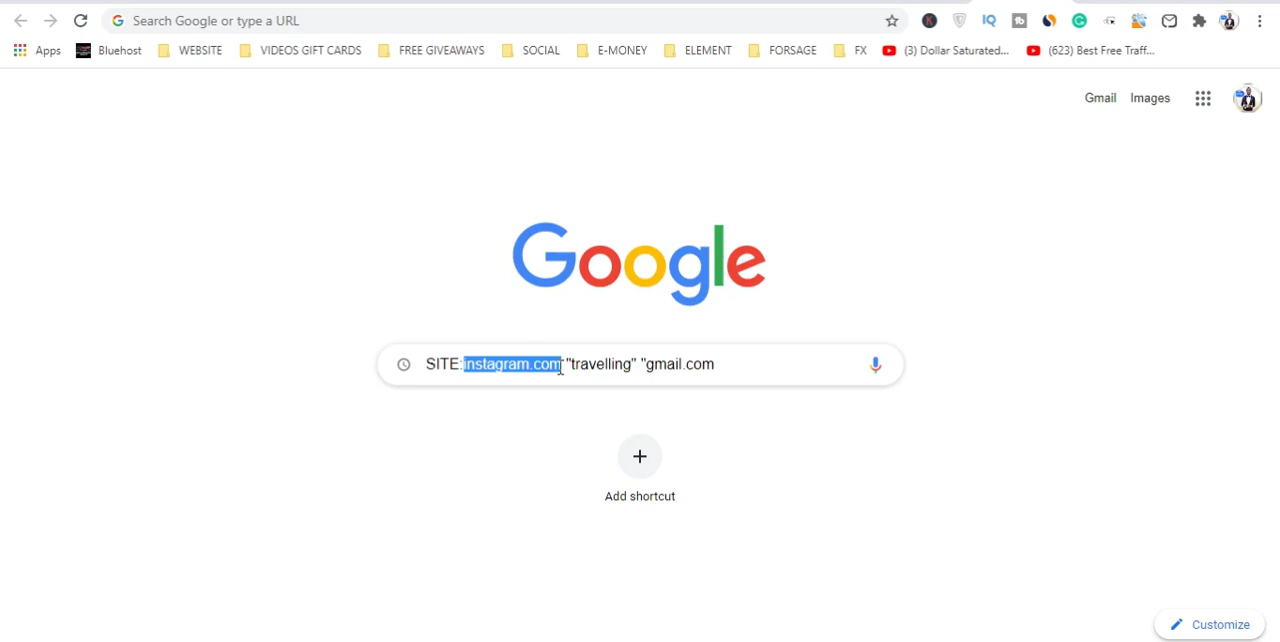 Search Google or type a URL
Apps Bluehost WEBSITE VIDEOS GIFT CARDS FREE GIVEAWAYS SOCIAL E-MONEY ELEMENT FORSAGE FX (3) Dollar Saturated... (623) Best Free Traff...
Gmail Images
Google
SITE:instagram.com "travelling" "gmail.com
Add shortcut
Customize